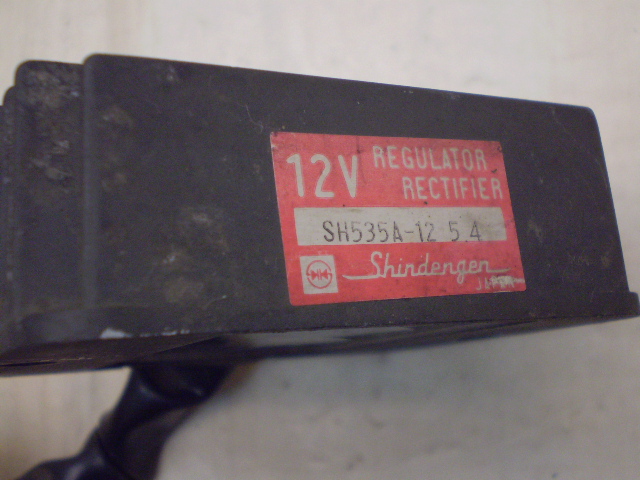 12V REGULATOR
RECTIFIER
SH535A-12 5.4
Shindengen